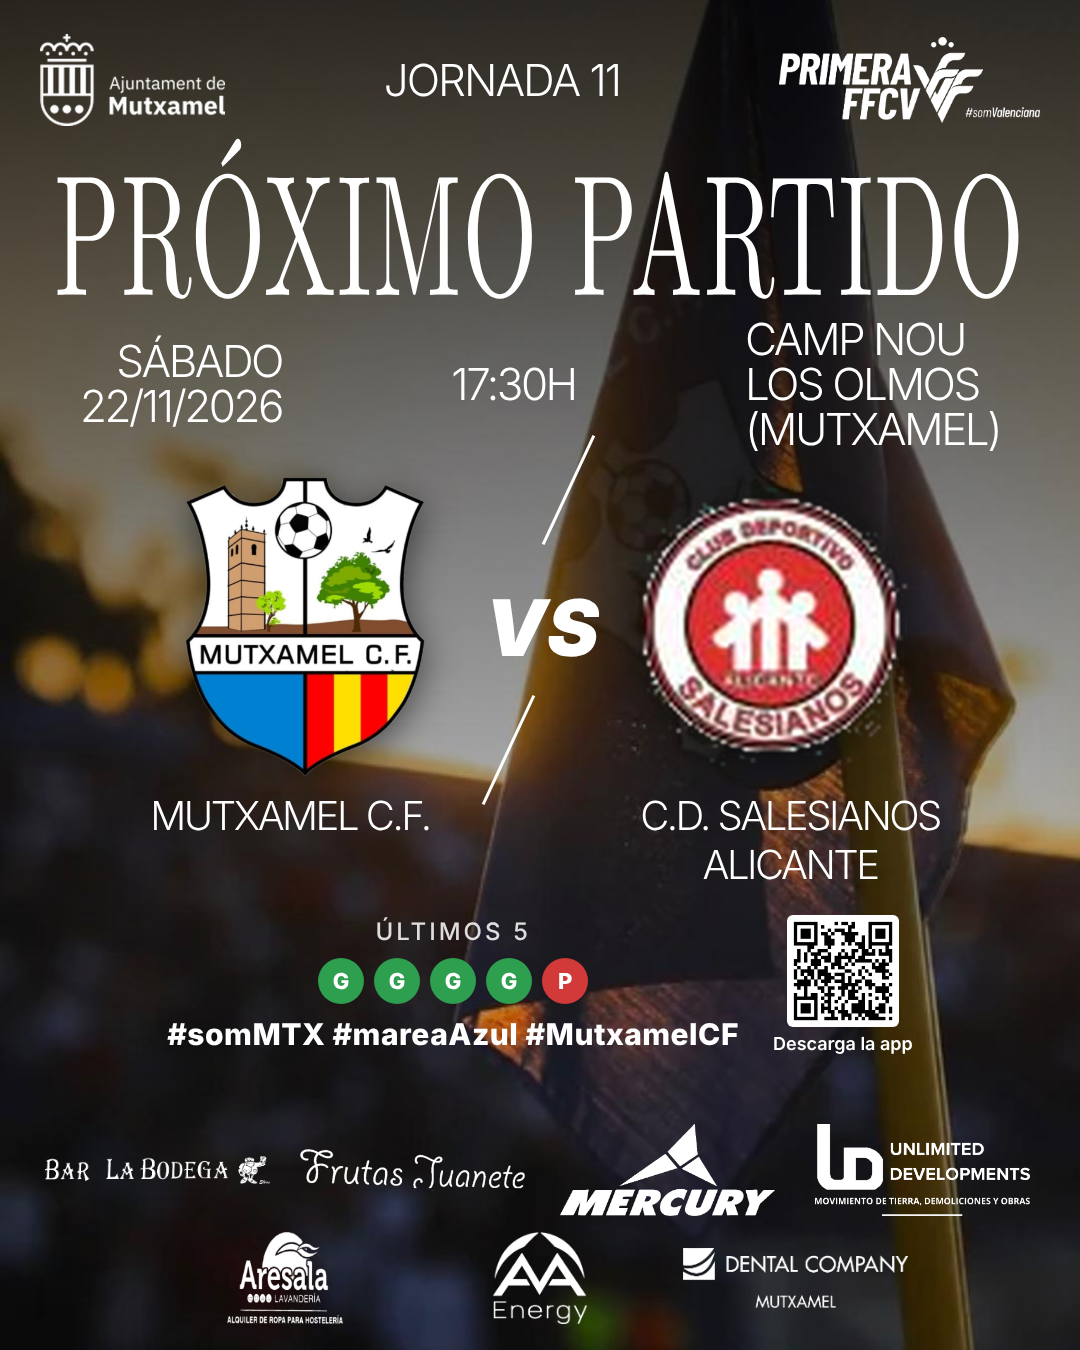 Ajuntament de
Mutxamel
JORNADA 11
PRIMERA
FFCV
#somValenciana
PRÓXIMO PARTIDO
SÁBADO
22/11/2026
17:30H
CAMP NOU
LOS OLMOS
(MUTXAMEL)
MUTXAMEL C.F.
VS
CLUB DEPORTIVO
SALESIANOS
MUTXAMEL C.F.
C.D. SALESIANOS
ALICANTE
ÚLTIMOS 5
G G G G P
#somMTX #mareaAzul #MutxamelCF
Descarga la app
BAR LA BODEGA
Frutas Juanete
MERCURY
UD UNLIMITED
DEVELOPMENTS
MOVIMIENTO DE TIERRA, DEMOLICIONES Y OBRAS
Aresala
LAVANDERÍA
ALQUILER DE ROPA PARA HOSTELERÍA
AA
Energy
DENTAL COMPANY
MUTXAMEL